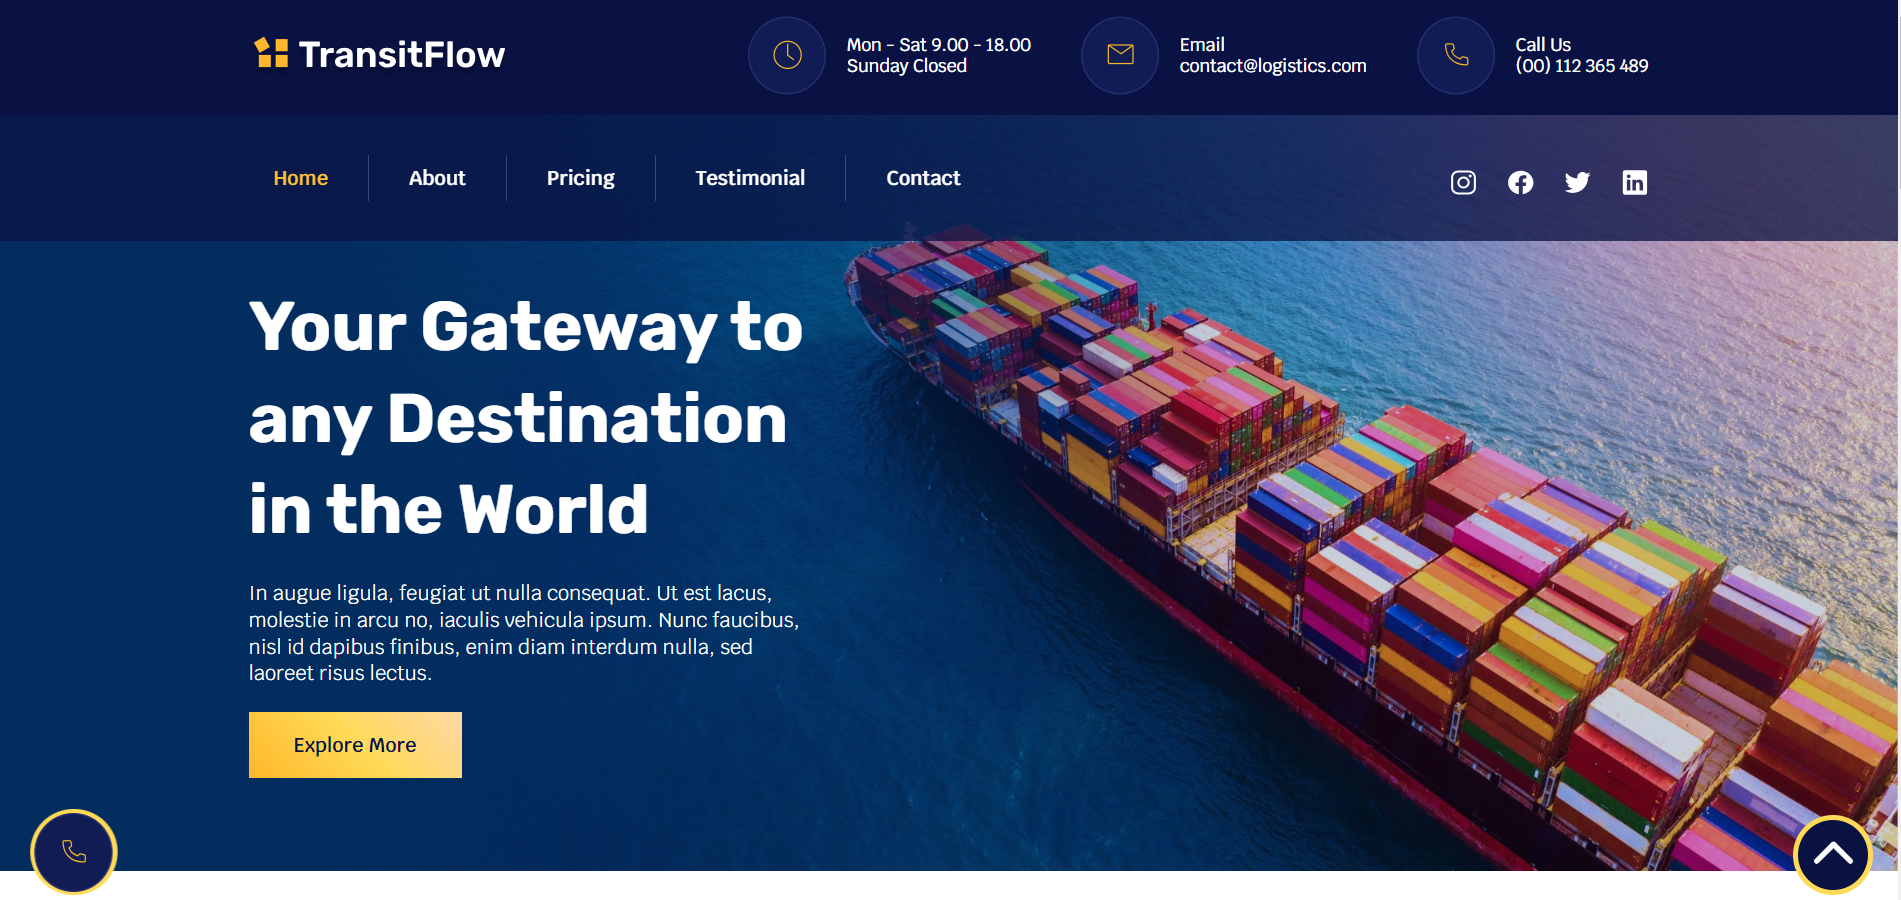 TransitFlow
Mon - Sat 9.00 - 18.00
Sunday Closed
Email
contact@logistics.com
Call Us
(00) 112 365 489
Home
About
Pricing
Testimonial
Contact
Your Gateway to
any Destination
in the World
In augue ligula, feugiat ut nulla consequat. Ut est lacus,
molestie in arcu no, iaculis vehicula ipsum. Nunc faucibus,
nisl id dapibus finibus, enim diam interdum nulla, sed
laoreet risus lectus.
Explore More